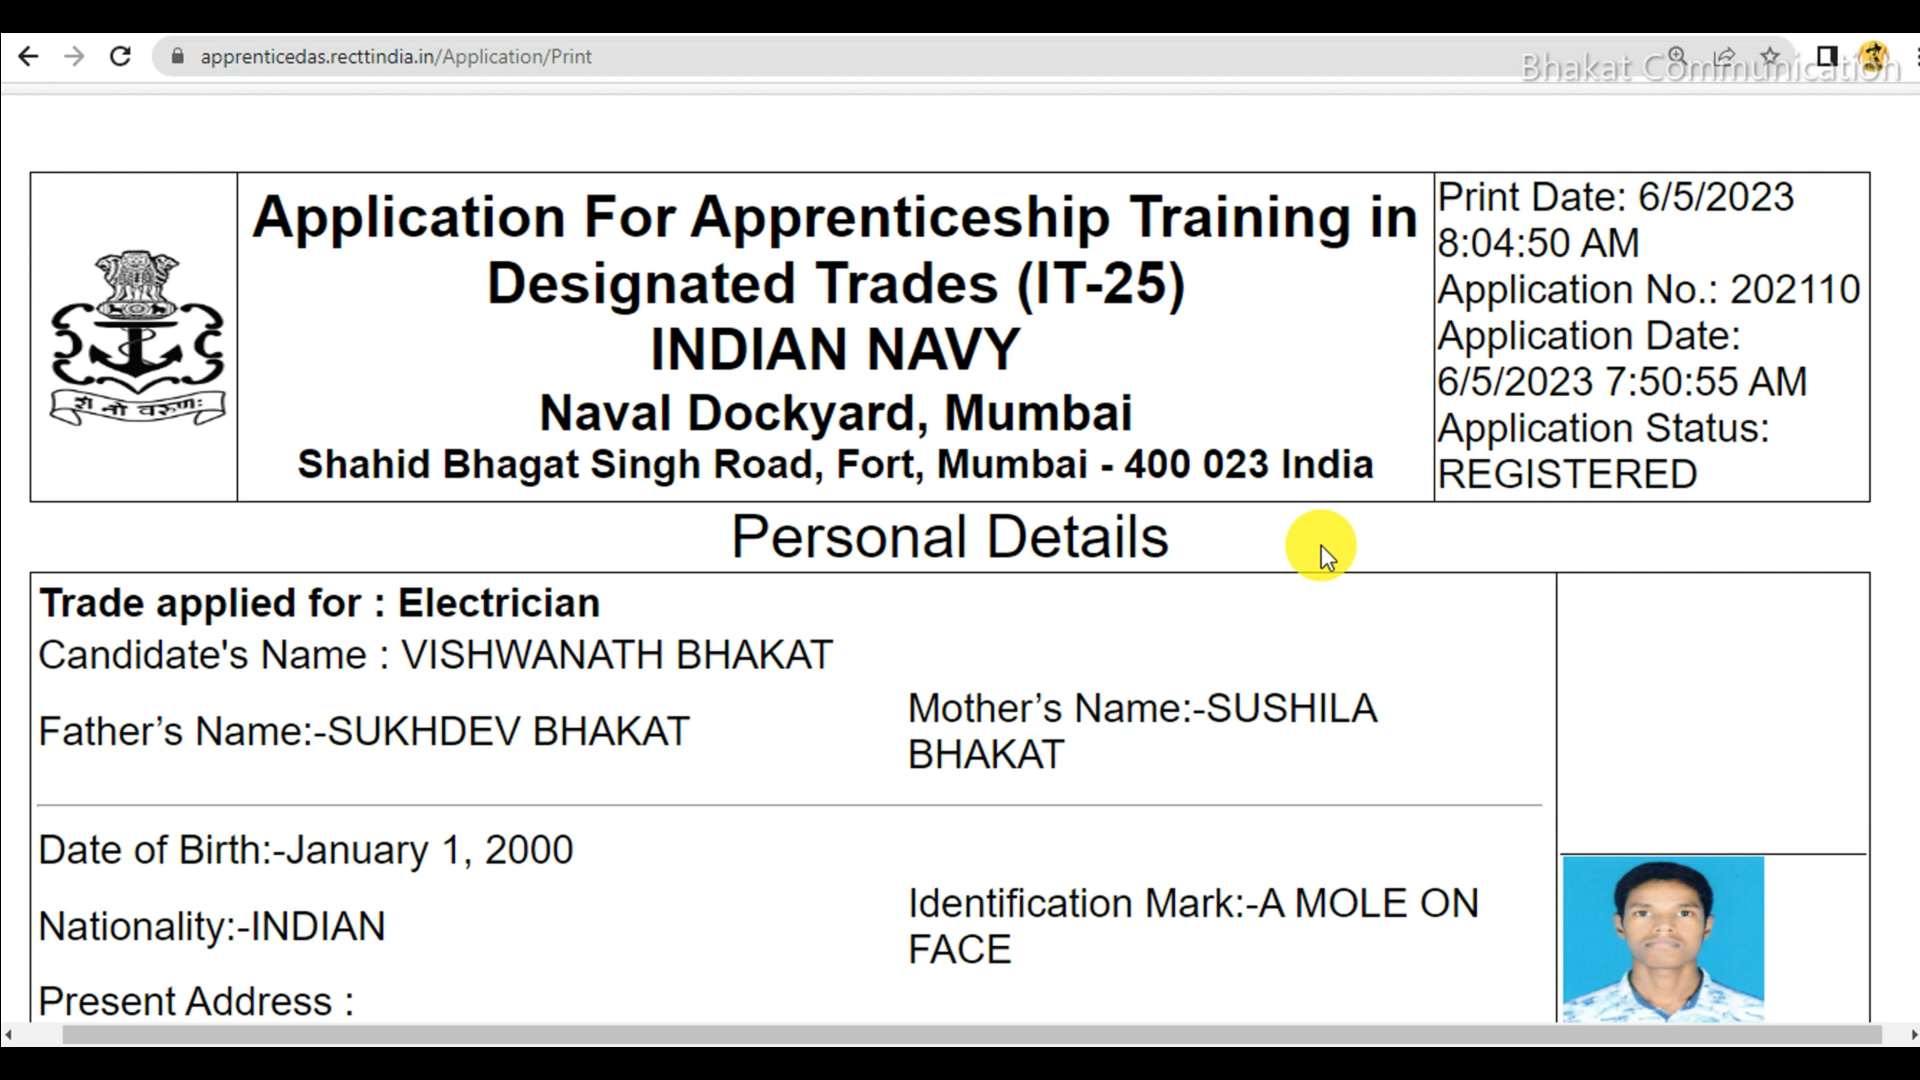 apprenticedas.recttindia.in/Application/Print
Bhakat Communication
Application For Apprenticeship Training in
Designated Trades (IT-25)
INDIAN NAVY
Naval Dockyard, Mumbai
Shahid Bhagat Singh Road, Fort, Mumbai - 400 023 India
शं नो वरुणः
Print Date: 6/5/2023
8:04:50 AM
Application No.: 202110
Application Date:
6/5/2023 7:50:55 AM
Application Status:
REGISTERED
Personal Details
Trade applied for : Electrician
Candidate's Name : VISHWANATH BHAKAT
Father’s Name:-SUKHDEV BHAKAT
Mother’s Name:-SUSHILA
BHAKAT
Date of Birth:-January 1, 2000
Nationality:-INDIAN
Identification Mark:-A MOLE ON
FACE
Present Address :